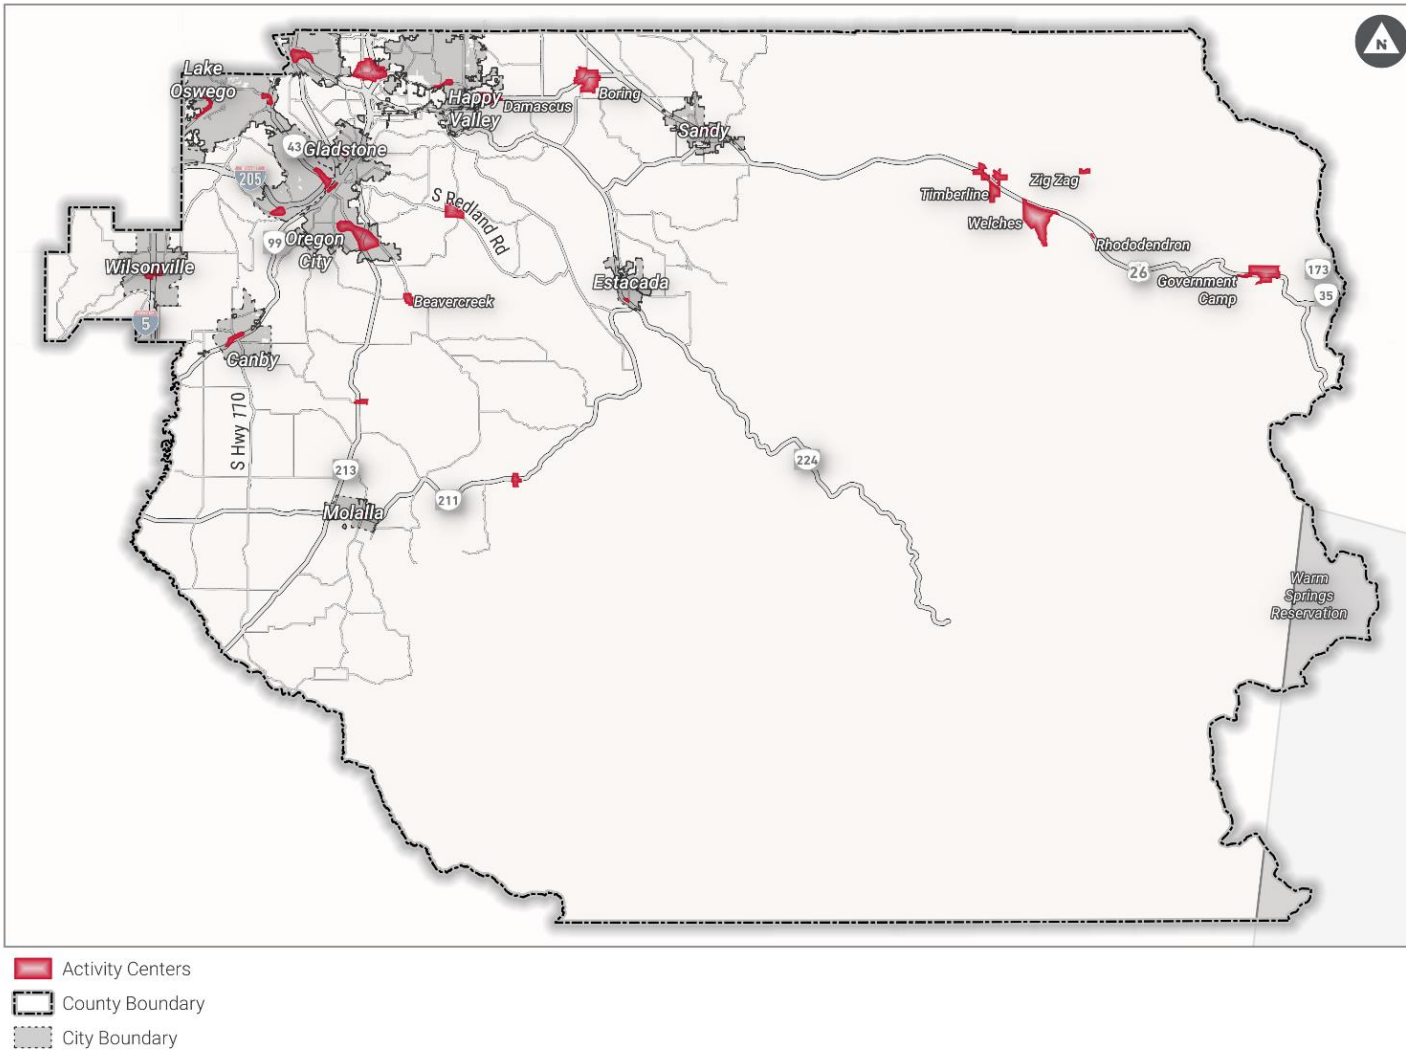 N
Lake
Oswego
Happy
Valley
Damascus
Boring
Sandy
43
Gladstone
205
S Redland Rd
Timberline
Zig Zag
Welches
Rhododendron
99
Oregon
City
Wilsonville
26
Government
Camp
173
35
Estacada
Beavercreek
5
Canby
S Hwy 170
213
224
211
Molalla
Warm
Springs
Reservation
Activity Centers
County Boundary
City Boundary